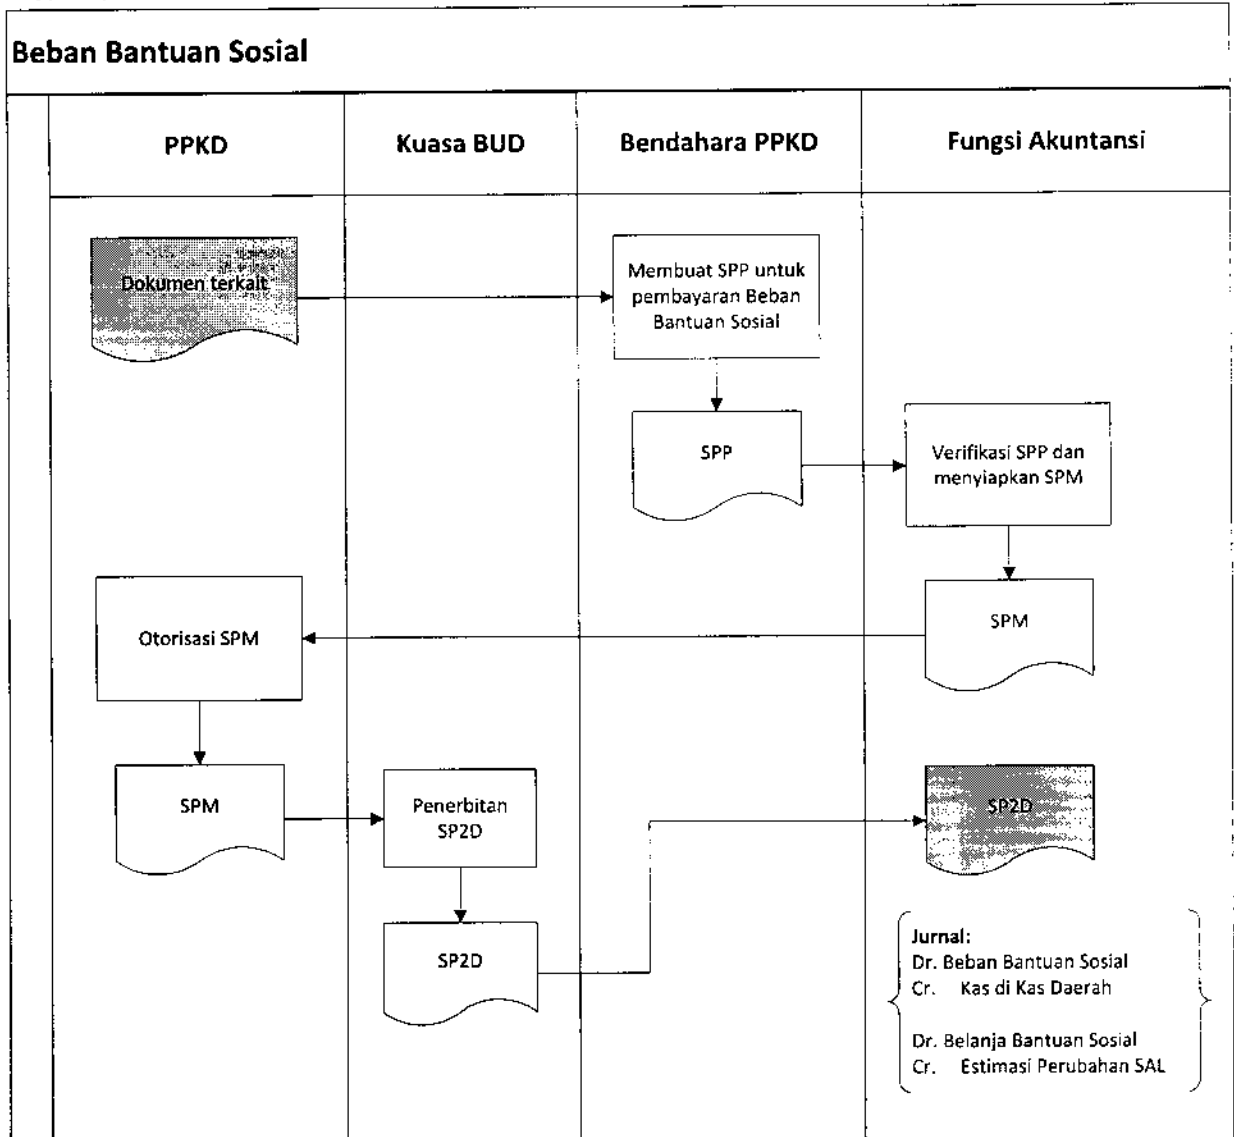 Beban Bantuan Sosial
PPKD
Kuasa BUD
Bendahara PPKD
Fungsi Akuntansi
Dokumen terkait
Membuat SPP untuk
pembayaran Beban
Bantuan Sosial
SPP
Verifikasi SPP dan
menyiapkan SPM
SPM
Otorisasi SPM
SPM
Penerbitan
SP2D
SP2D
SP2D
Jurnal:
Dr. Beban Bantuan Sosial
Cr. Kas di Kas Daerah
Dr. Belanja Bantuan Sosial
Cr. Estimasi Perubahan SAL